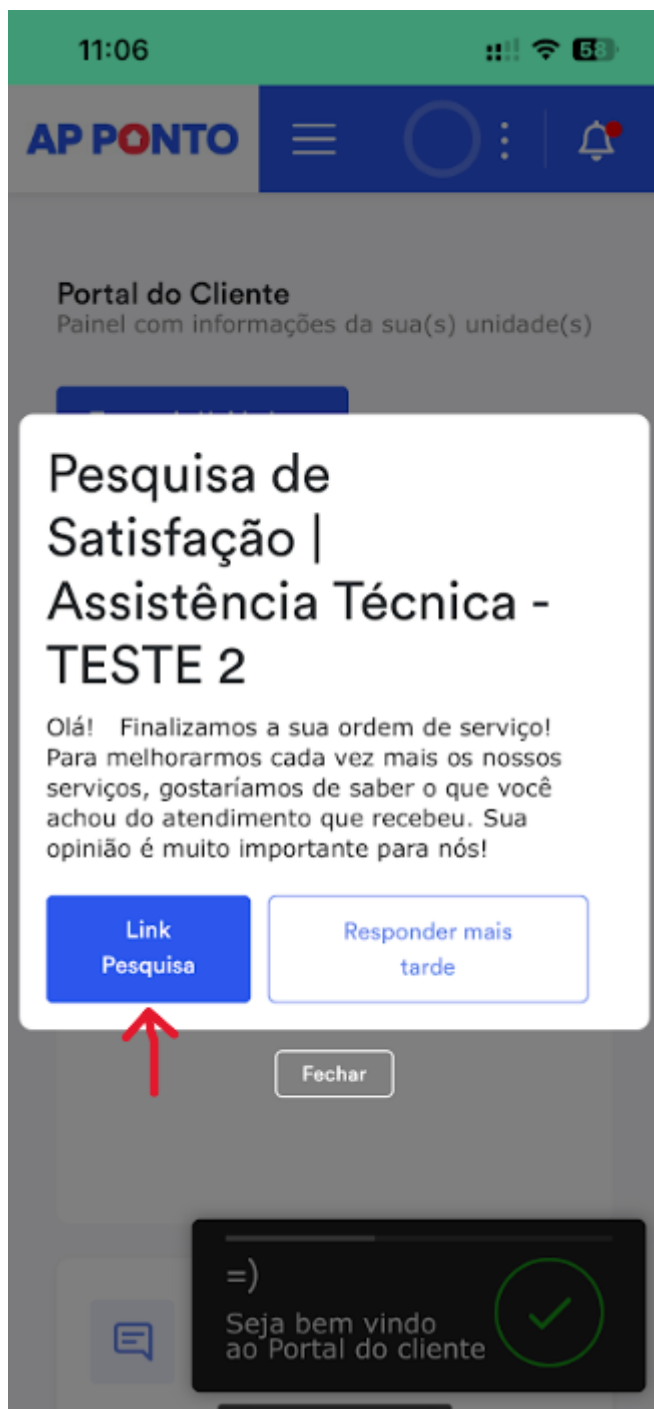 11:06
58
AP PONTO
Portal do Cliente
Painel com informações da sua(s) unidade(s)
Pesquisa de
Satisfação |
Assistência Técnica -
TESTE 2
Olá!   Finalizamos a sua ordem de serviço!
Para melhorarmos cada vez mais os nossos
serviços, gostaríamos de saber o que você
achou do atendimento que recebeu. Sua
opinião é muito importante para nós!
Link
Pesquisa
Responder mais
tarde
Fechar
=)
Seja bem vindo
ao Portal do cliente